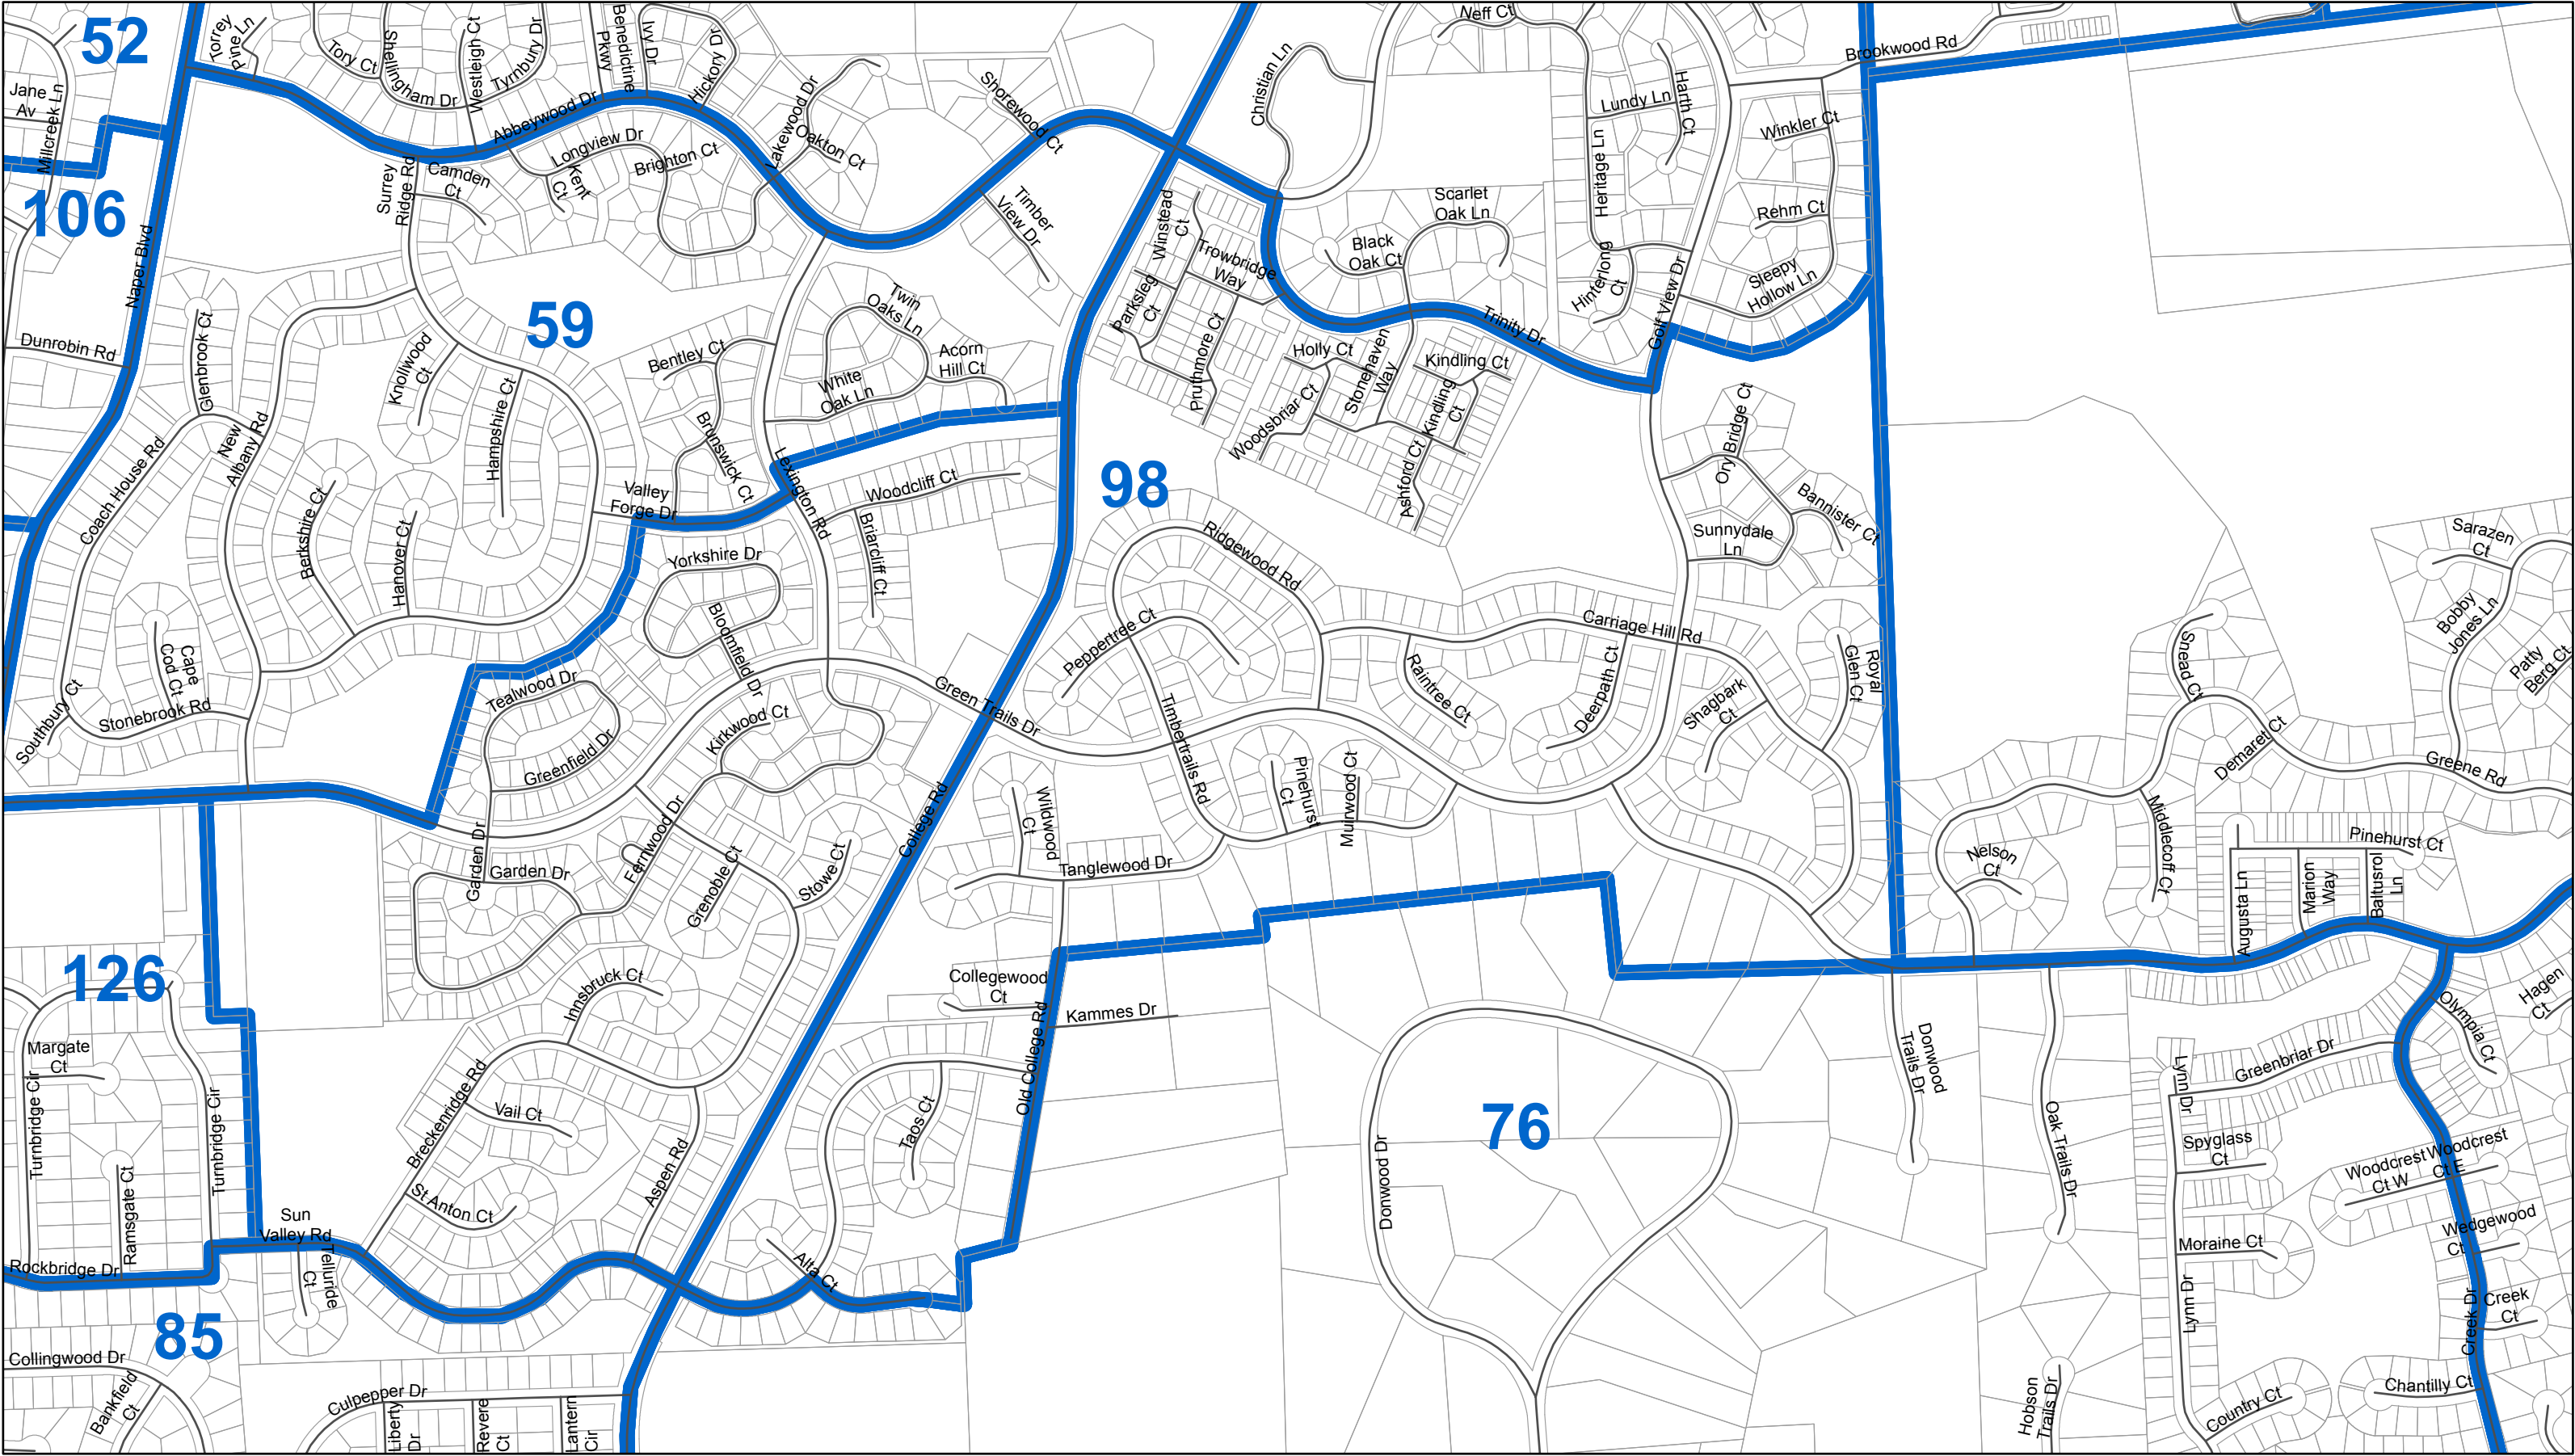 52
Torrey
Pine Ln
Tory Ct
Shellingham Dr
Westleigh Ct
Tyrnbury Dr
Benedictine
Pkwy
Ivy Dr
Hickory Dr
Lakewood Dr
Oakton Ct
Shorewood Ct
Christian Ln
Neff Ct
Harth Ct
Lundy Ln
Heritage Ln
Brookwood Rd
Winkler Ct
Rehm Ct
Sleepy
Hollow Ln
Jane
Av
Millcreek Ln
106
Naper Blvd
Abbeywood Dr
Longview Dr
Brighton Ct
Kent
Ct
Surrey
Ridge Rd
Camden
Ct
Timber
View Dr
Winstead
Ct
Trowbridge
Way
Parksleg
Ct
Pruthmore Ct
Black
Oak Ct
Scarlet
Oak Ln
Hinterlong
Ct
Golf View Dr
Trinity Dr
59
Dunrobin Rd
Glenbrook Ct
Knollwood
Ct
Hampshire Ct
Bentley Ct
Twin
Oaks Ln
Acorn
Hill Ct
White
Oak Ln
Holly Ct
Stonehaven
Way
Kindling Ct
Kindling
Ct
Woodsbriar Ct
Ashford Ct
Ory Bridge Ct
Bannister Ct
Sunnydale
Ln
98
Coach House Rd
New
Albany Rd
Berkshire Ct
Hanover Ct
Brunswick Ct
Valley
Forge Dr
Lexington Rd
Woodcliff Ct
Briarcliff Ct
Yorkshire Dr
Bloomfield Dr
Ridgewood Rd
Peppertree Ct
Carriage Hill Rd
Raintree Ct
Deerpath Ct
Shagbark
Ct
Royal
Glen Ct
Sarazen
Ct
Bobby
Jones Ln
Patty
Berg Ct
Snead Ct
Demaret Ct
Greene Rd
Cape
Cod Ct
Southbury Ct
Stonebrook Rd
Tealwood Dr
Greenfield Dr
Kirkwood Ct
Green Trails Dr
Timbertrails Rd
Pinehurst
Ct
Muirwood Ct
Wildwood
Ct
Tanglewood Dr
College Rd
Garden Dr
Garden Dr
Fernwood Dr
Grenoble Ct
Stowe Ct
Nelson
Ct
Middlecoff Ct
Pinehurst Ct
Augusta Ln
Marion
Way
Baltusrol
Ln
126
Innsbruck Ct
Collegewood
Ct
Kammes Dr
Old College Rd
Hagen
Ct
Olympia Ct
Margate
Ct
Turnbridge Cir
Turnbridge Cir
Ramsgate Ct
Breckenridge Rd
Vail Ct
St Anton Ct
Aspen Rd
Taos Ct
Alta Ct
76
Donwood Dr
Donwood
Trails Dr
Oak Trails Dr
Greenbriar Dr
Lynn Dr
Spyglass
Ct
Woodcrest
Ct W
Woodcrest
Ct E
Wedgewood
Ct
Moraine Ct
Lynn Dr
Creek Dr
Creek
Ct
Sun
Valley Rd
Telluride
Ct
Rockbridge Dr
85
Collingwood Dr
Bankfield
Ct
Culpepper Dr
Liberty
Dr
Revere
Ct
Lantern
Cir
Hobson
Trails Dr
Country Ct
Chantilly Ct